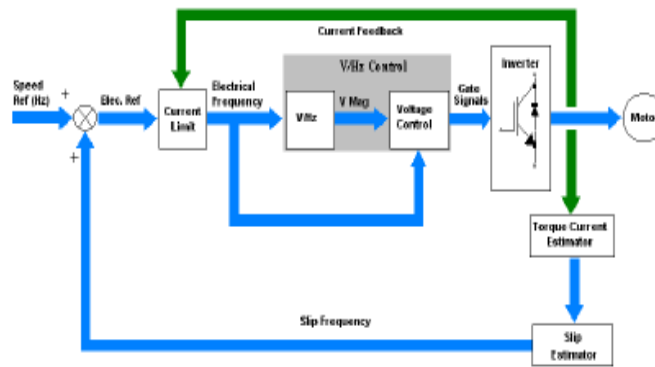 Current Feedback
Speed
Ref (Hz)
+
Elec. Ref
Current
Limit
Electrical
Frequency
V/Hz Control
V/Hz
V Mag
Voltage
Control
Gate
Signals
Inverter
Moto
+
Torque Current
Estimator
Slip Frequency
Slip
Estimator